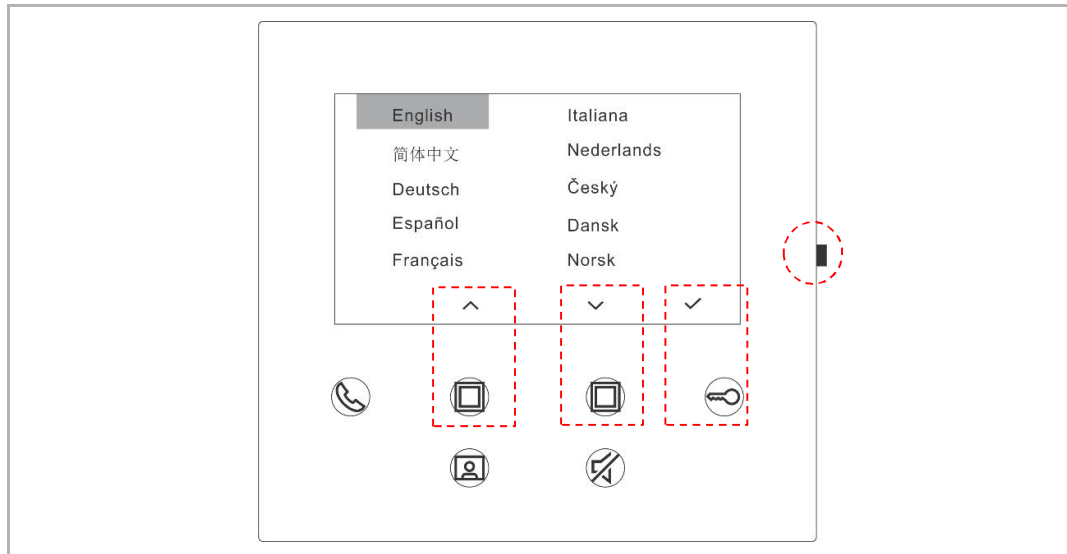 English
简体中文
Deutsch
Español
Français
Italiana
Nederlands
Český
Dansk
Norsk